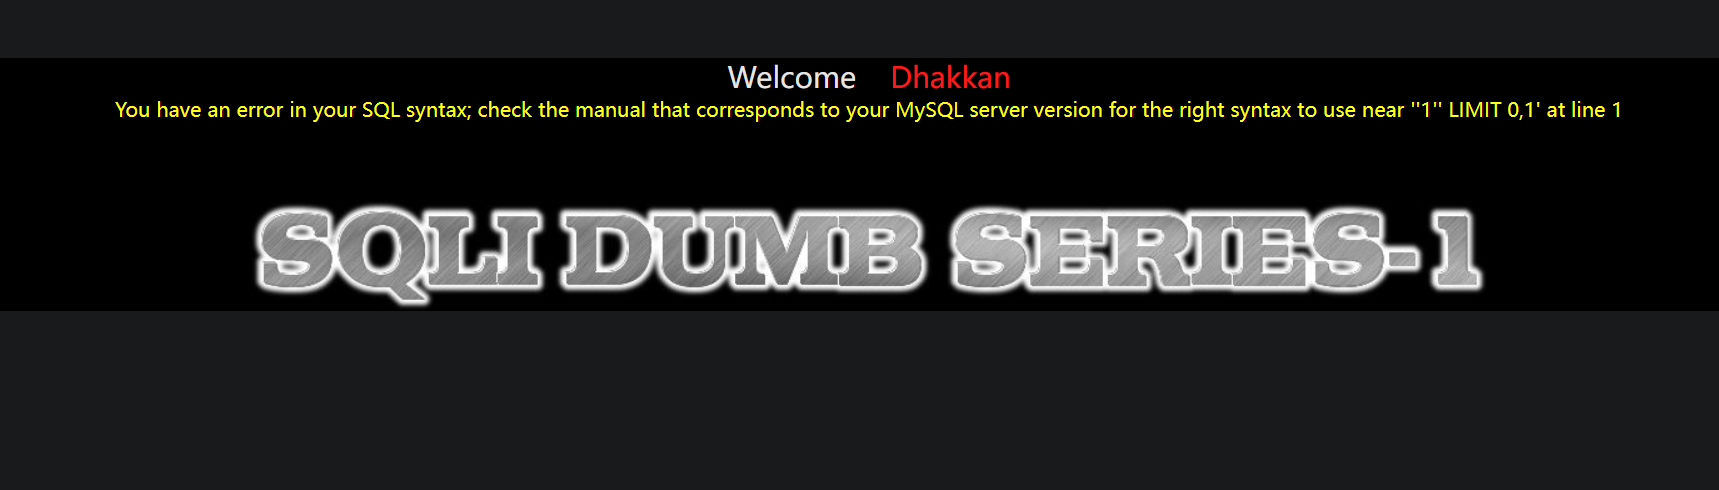 Welcome Dhakkan
You have an error in your SQL syntax; check the manual that corresponds to your MySQL server version for the right syntax to use near ''1'' LIMIT 0,1' at line 1
SQLI DUMB SERIES-1